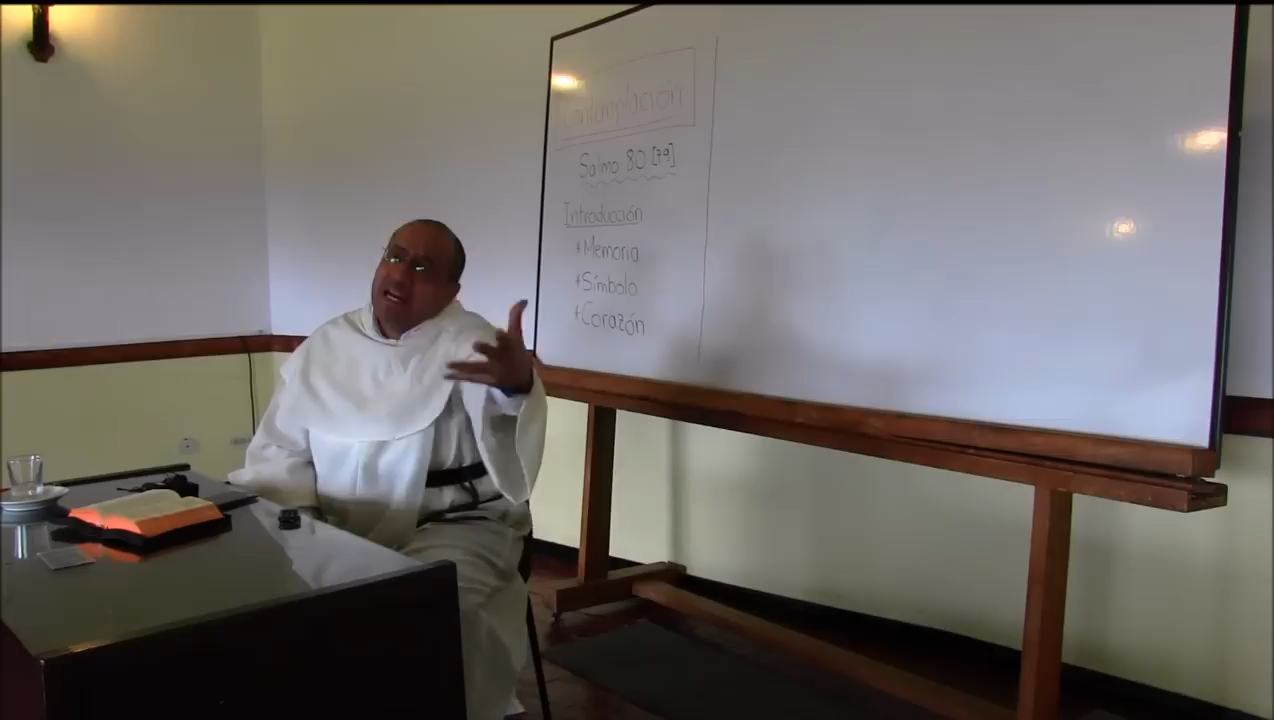 Contemplación
Salmo 80 [79]
Introducción
+Memoria
+Símbolo
+Corazón